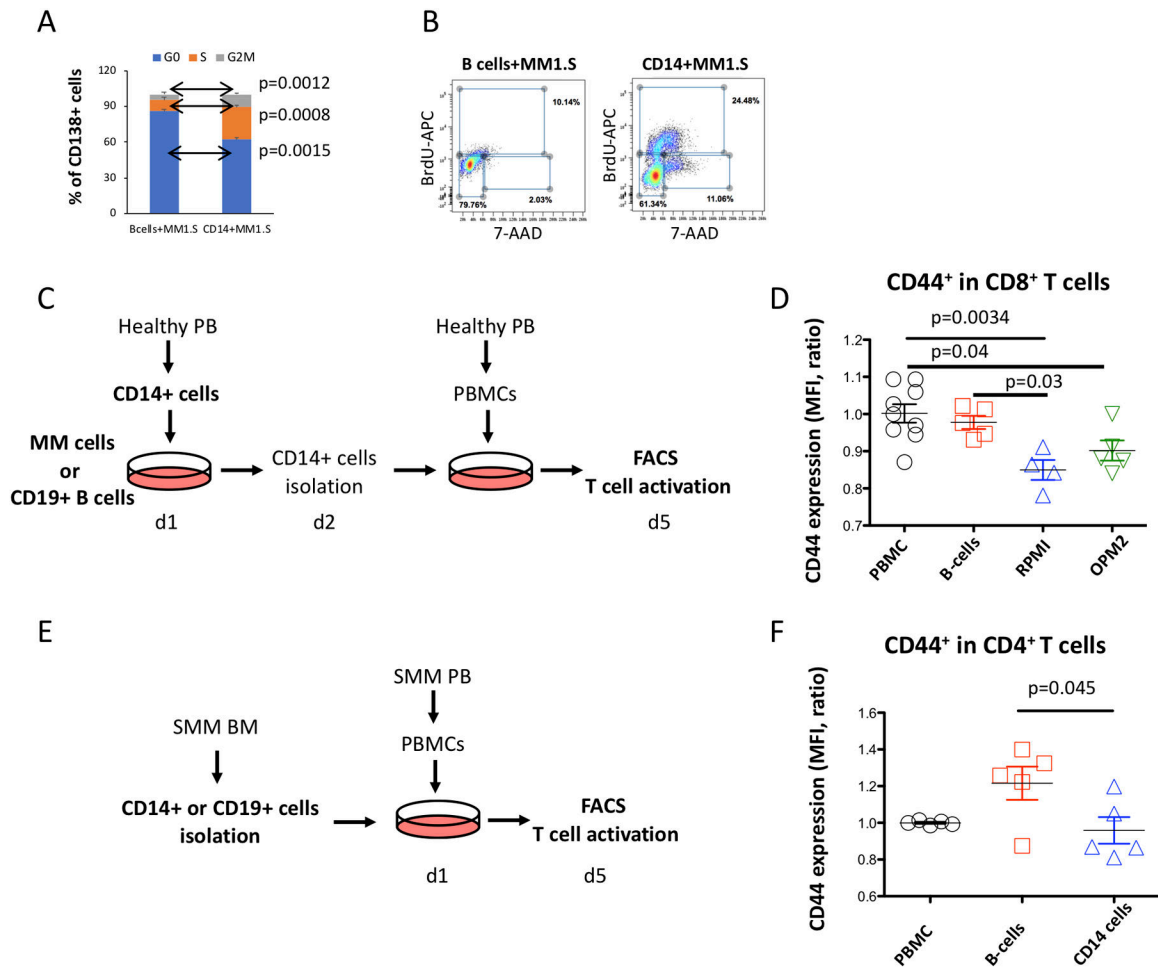 A
G0 S G2M
% of CD138+ cells
120
90
60
30
0
p=0.0012
p=0.0008
p=0.0015
Bcells+MM1.S CD14+MM1.S
B
B cells+MM1.S
CD14+MM1.S
BrdU-APC
10.14%
79.76%
2.03%
7-AAD
BrdU-APC
24.48%
61.34%
11.06%
7-AAD
C
Healthy PB
CD14+ cells
MM cells
or
CD19+ B cells
d1
CD14+ cells
isolation
d2
Healthy PB
PBMCs
FACS
T cell activation
d5
D
CD44⁺ in CD8⁺ T cells
p=0.0034
p=0.04
p=0.03
CD44 expression (MFI, ratio)
1.2
1.1
1.0
0.9
0.8
0.7
PBMC
B-cells
RPMI
OPM2
E
SMM BM
CD14+ or CD19+ cells
isolation
SMM PB
PBMCs
d1
FACS
T cell activation
d5
F
CD44⁺ in CD4⁺ T cells
p=0.045
CD44 expression (MFI, ratio)
1.6
1.4
1.2
1.0
0.8
0.6
PBMC
B-cells
CD14 cells